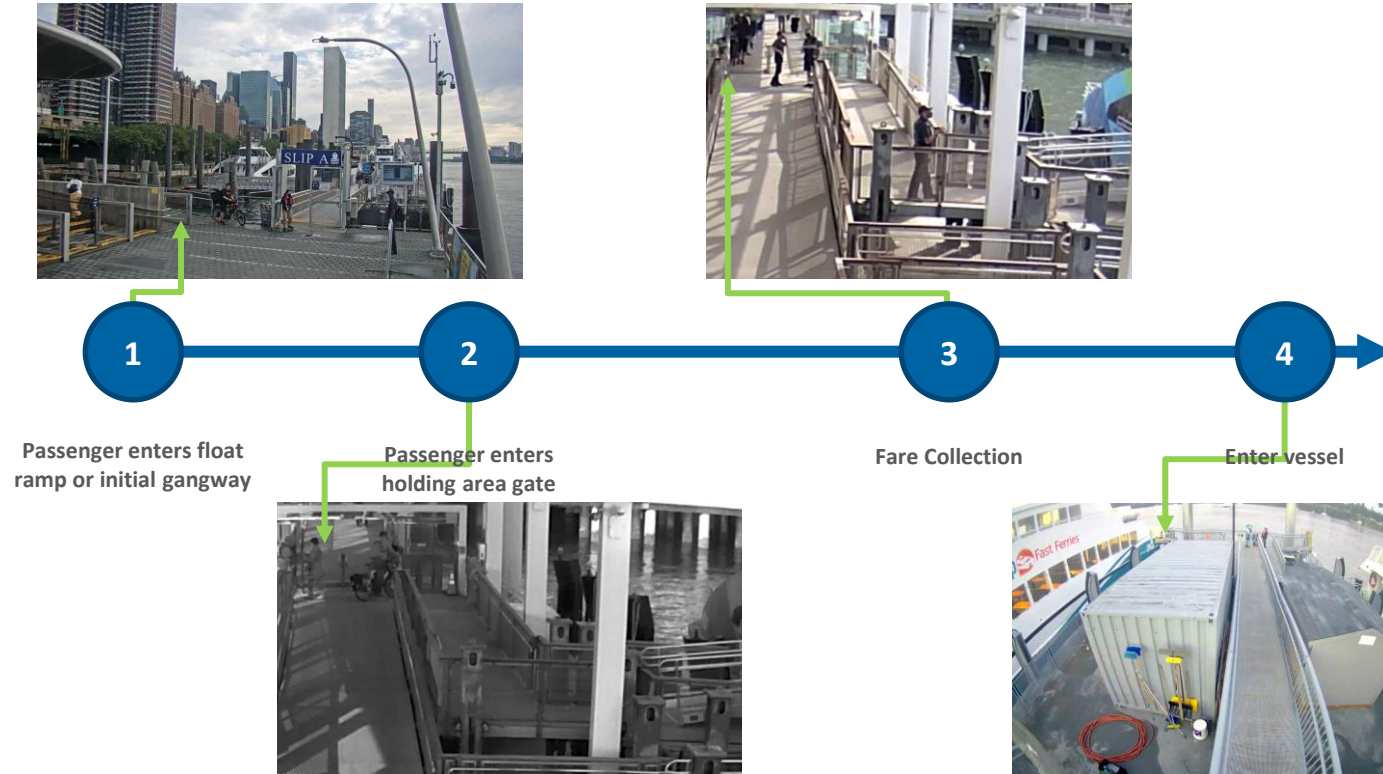 SLIP A
1
2
3
4
Passenger enters float
ramp or initial gangway
Passenger enters
holding area gate
Fare Collection
Enter vessel
Fast Ferries